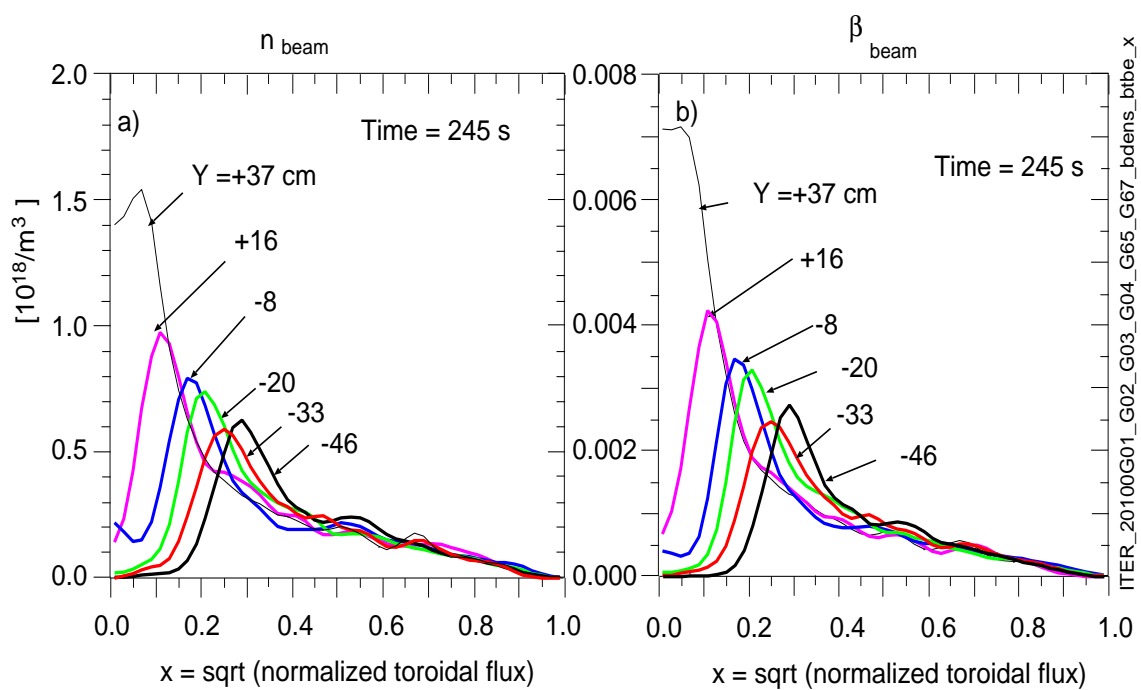 n beam
β beam
2.0
1.5
1.0
0.5
0.0
[10^18/m^3 ]
a)
Time = 245 s
Y =+37 cm
+16
-8
-20
-33
-46
0.0 0.2 0.4 0.6 0.8 1.0
x = sqrt (normalized toroidal flux)
0.008
0.006
0.004
0.002
0.000
b)
Time = 245 s
Y =+37 cm
+16
-8
-20
-33
-46
0.0 0.2 0.4 0.6 0.8 1.0
x = sqrt (normalized toroidal flux)
ITER_20100G01_G02_G03_G04_G65_G67_bdens_btbe_x